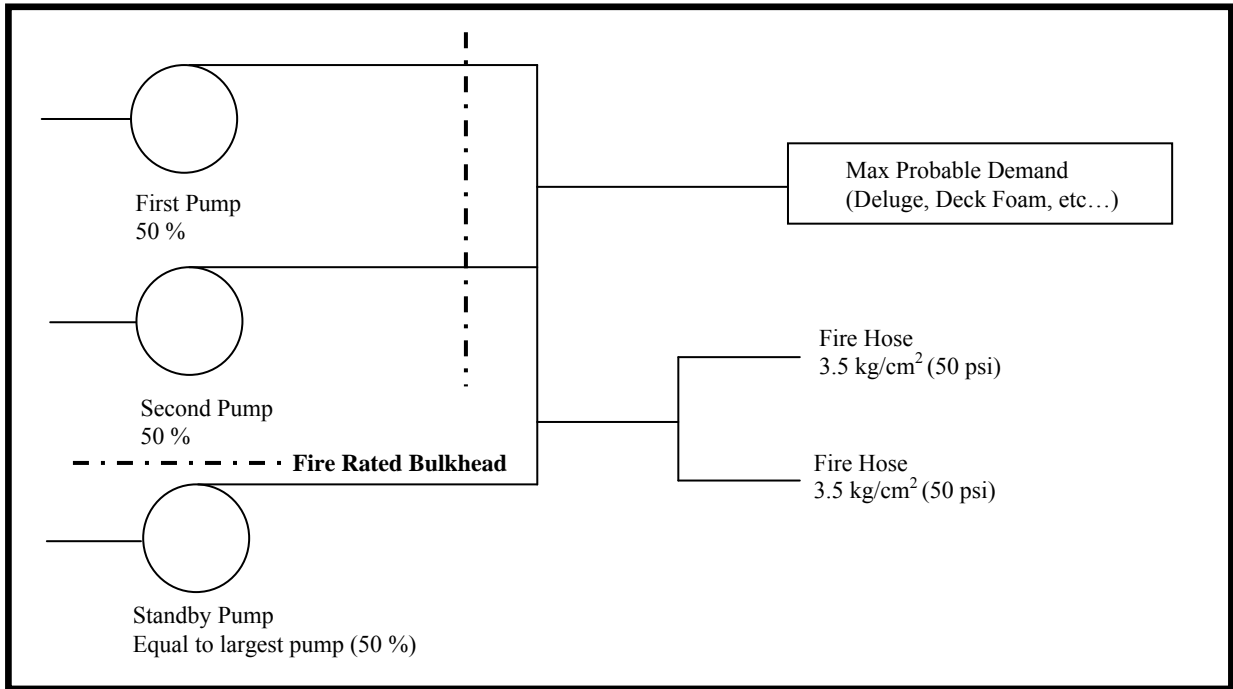 First Pump
50 %
Max Probable Demand
(Deluge, Deck Foam, etc…)
Second Pump
50 %
Fire Hose
3.5 kg/cm² (50 psi)
Fire Rated Bulkhead
Fire Hose
3.5 kg/cm² (50 psi)
Standby Pump
Equal to largest pump (50 %)